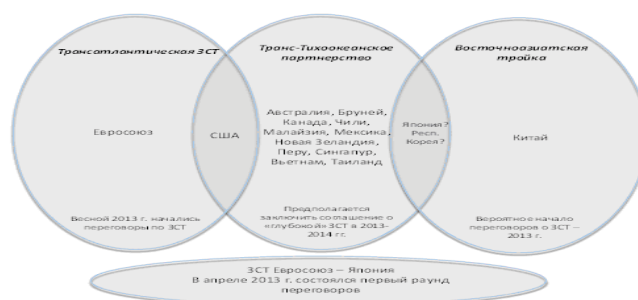 Трансатлантическая ЗСТ
Евросоюз
Весной 2013 г. начались
переговоры по ЗСТ
США
Транс-Тихоокеанское
партнерство
Австралия, Бруней,
Канада, Чили,
Малайзия, Мексика,
Новая Зеландия,
Перу, Сингапур,
Вьетнам, Таиланд
Предполагается
заключить соглашение о
«глубокой» ЗСТ в 2013-
2014 гг.
Япония?
Респ.
Корея?
Восточноазиатская
тройка
Китай
Вероятное начало
переговоров о ЗСТ –
2013 г.
ЗСТ Евросоюз – Япония
В апреле 2013 г. состоялся первый раунд
переговоров